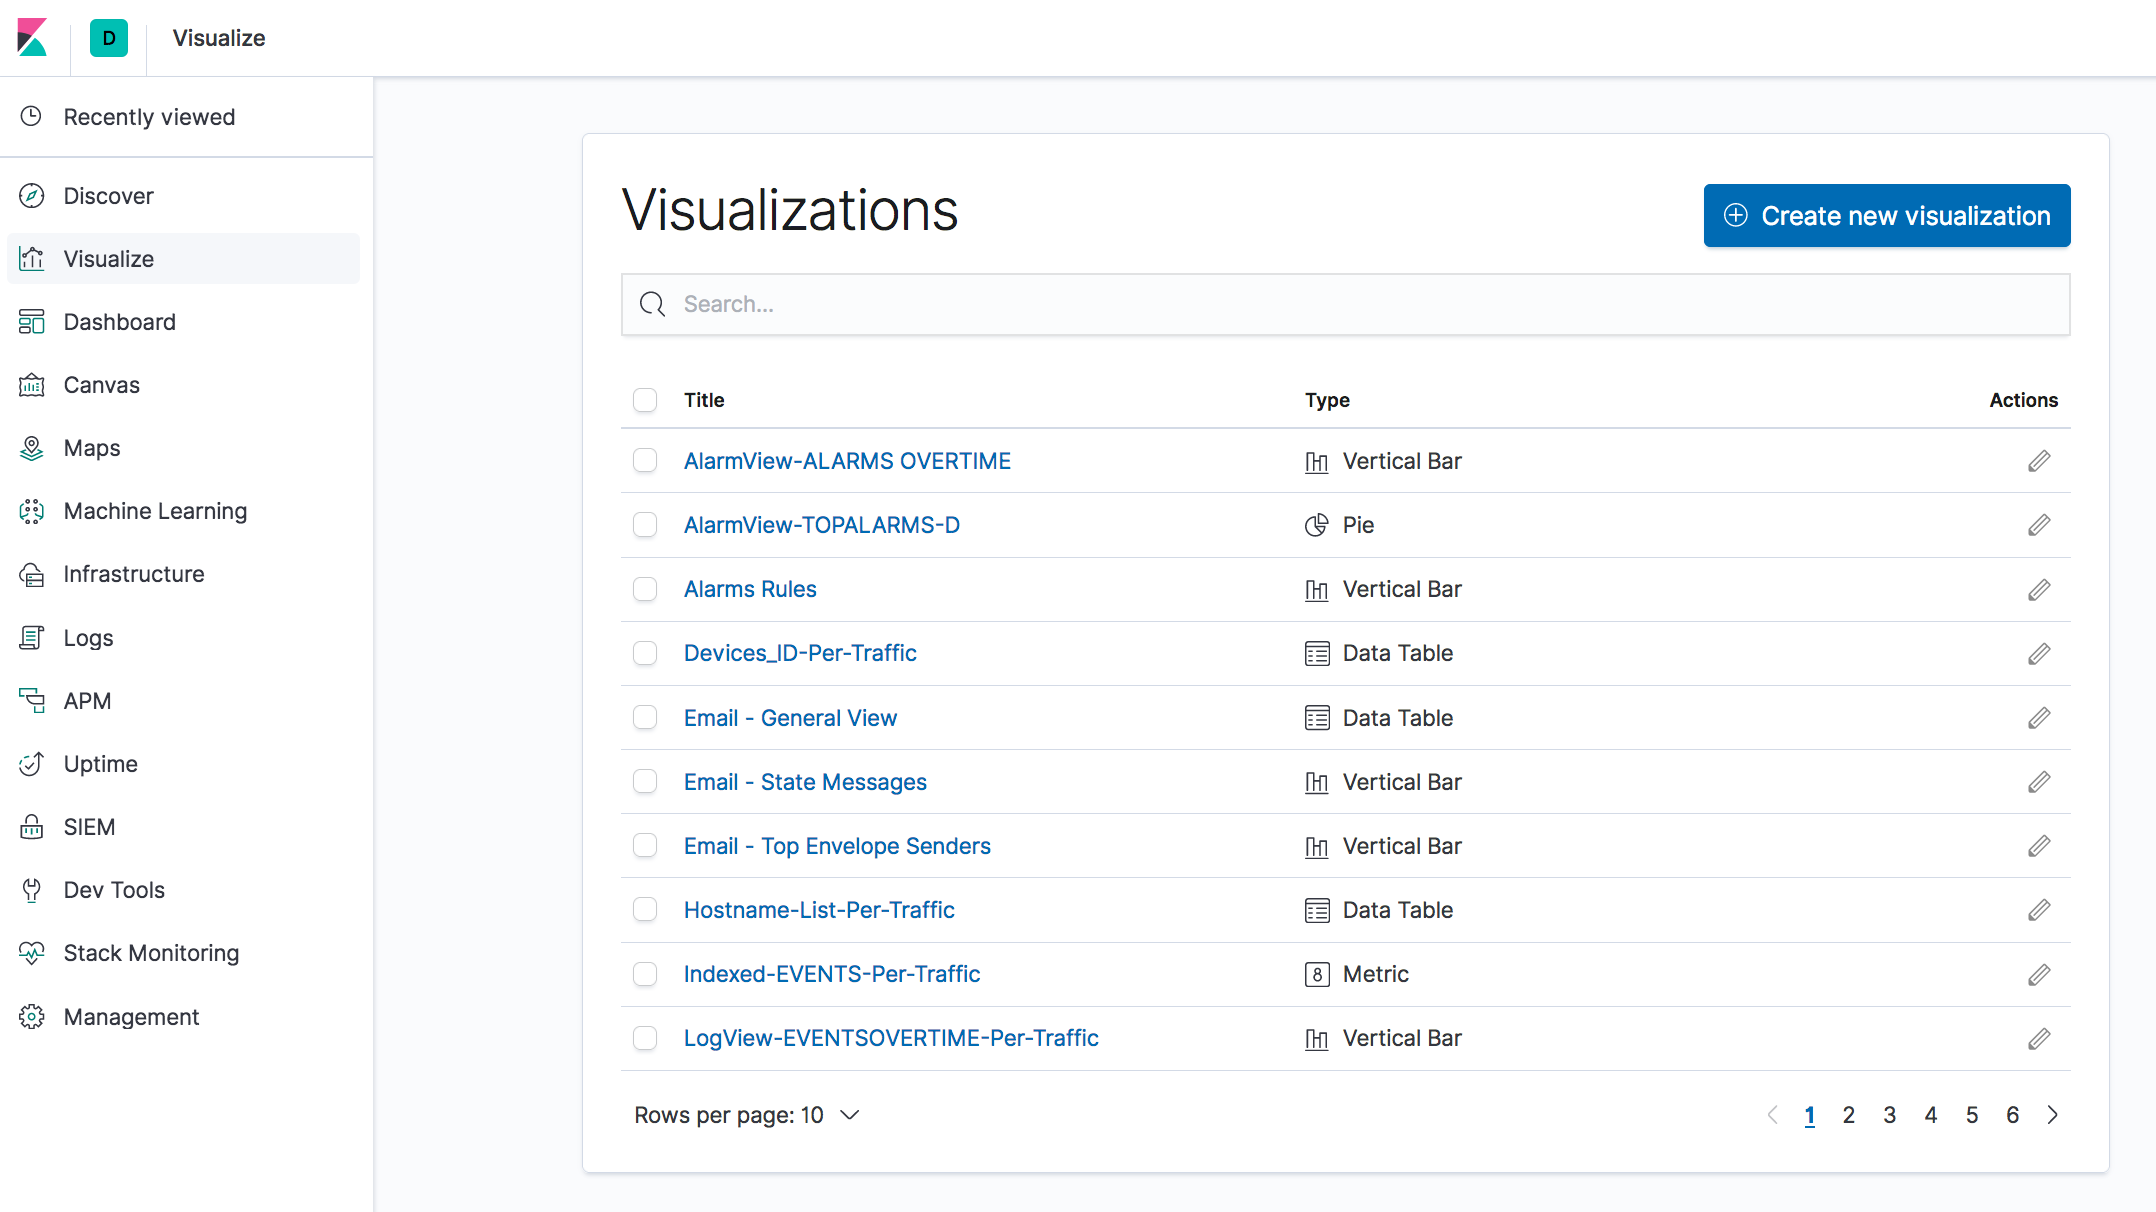 D Visualize
Recently viewed
Discover
Visualize
Dashboard
Canvas
Maps
Machine Learning
Infrastructure
Logs
APM
Uptime
SIEM
Dev Tools
Stack Monitoring
Management
Visualizations
Create new visualization
Search...
Title Type Actions
AlarmView-ALARMS OVERTIME Vertical Bar
AlarmView-TOPALARMS-D Pie
Alarms Rules Vertical Bar
Devices_ID-Per-Traffic Data Table
Email - General View Data Table
Email - State Messages Vertical Bar
Email - Top Envelope Senders Vertical Bar
Hostname-List-Per-Traffic Data Table
Indexed-EVENTS-Per-Traffic 8 Metric
LogView-EVENTSOVERTIME-Per-Traffic Vertical Bar
Rows per page: 10 1 2 3 4 5 6